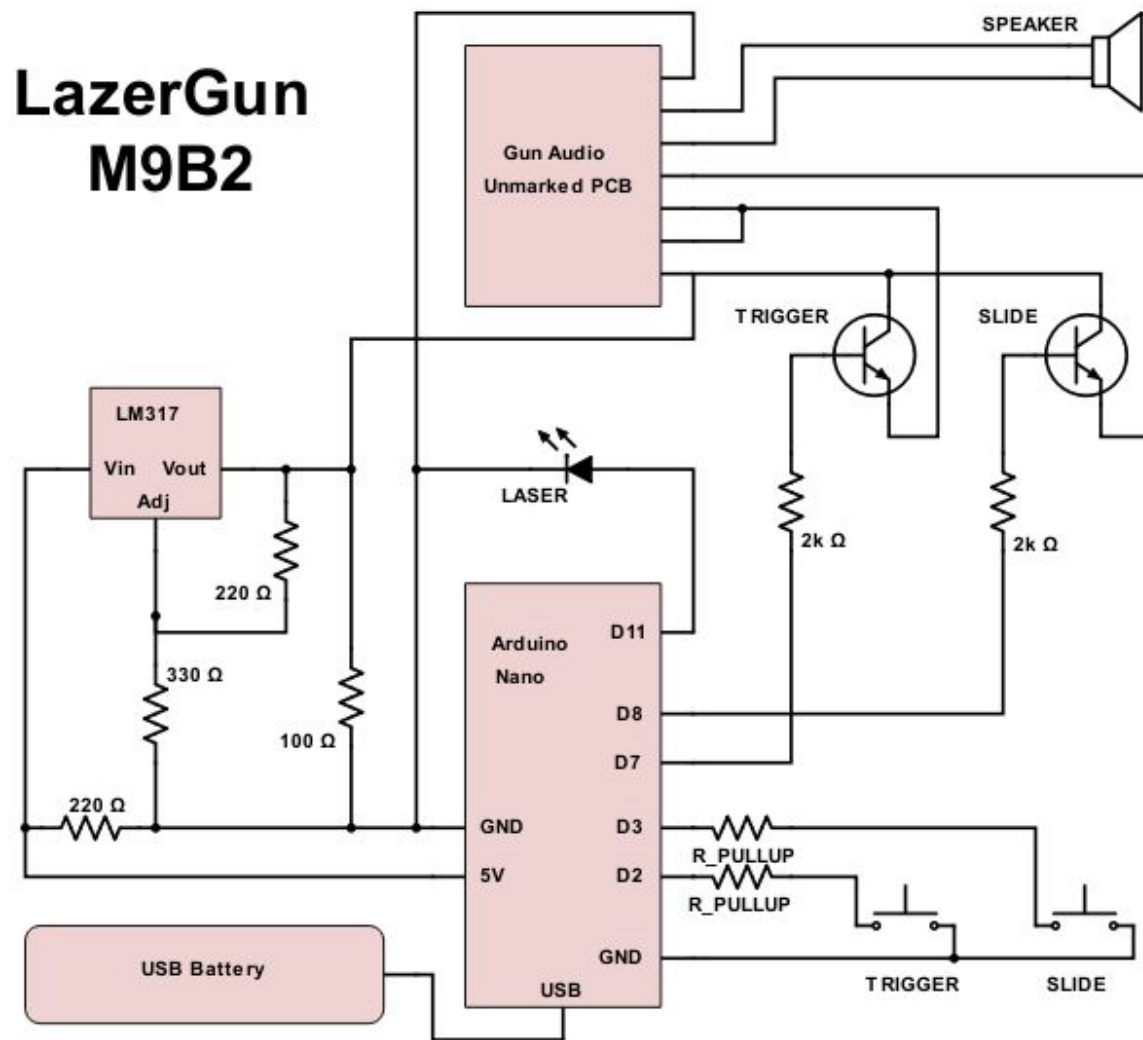 LazerGun
M9B2
SPEAKER
Gun Audio
Unmarked PCB
TRIGGER
SLIDE
LM317
Vin Vout
Adj
LASER
2k Ω
2k Ω
220 Ω
330 Ω
100 Ω
220 Ω
Arduino
Nano
D11
D8
D7
GND
D3
R_PULLUP
5V
D2
R_PULLUP
GND
USB
TRIGGER
SLIDE
USB Battery